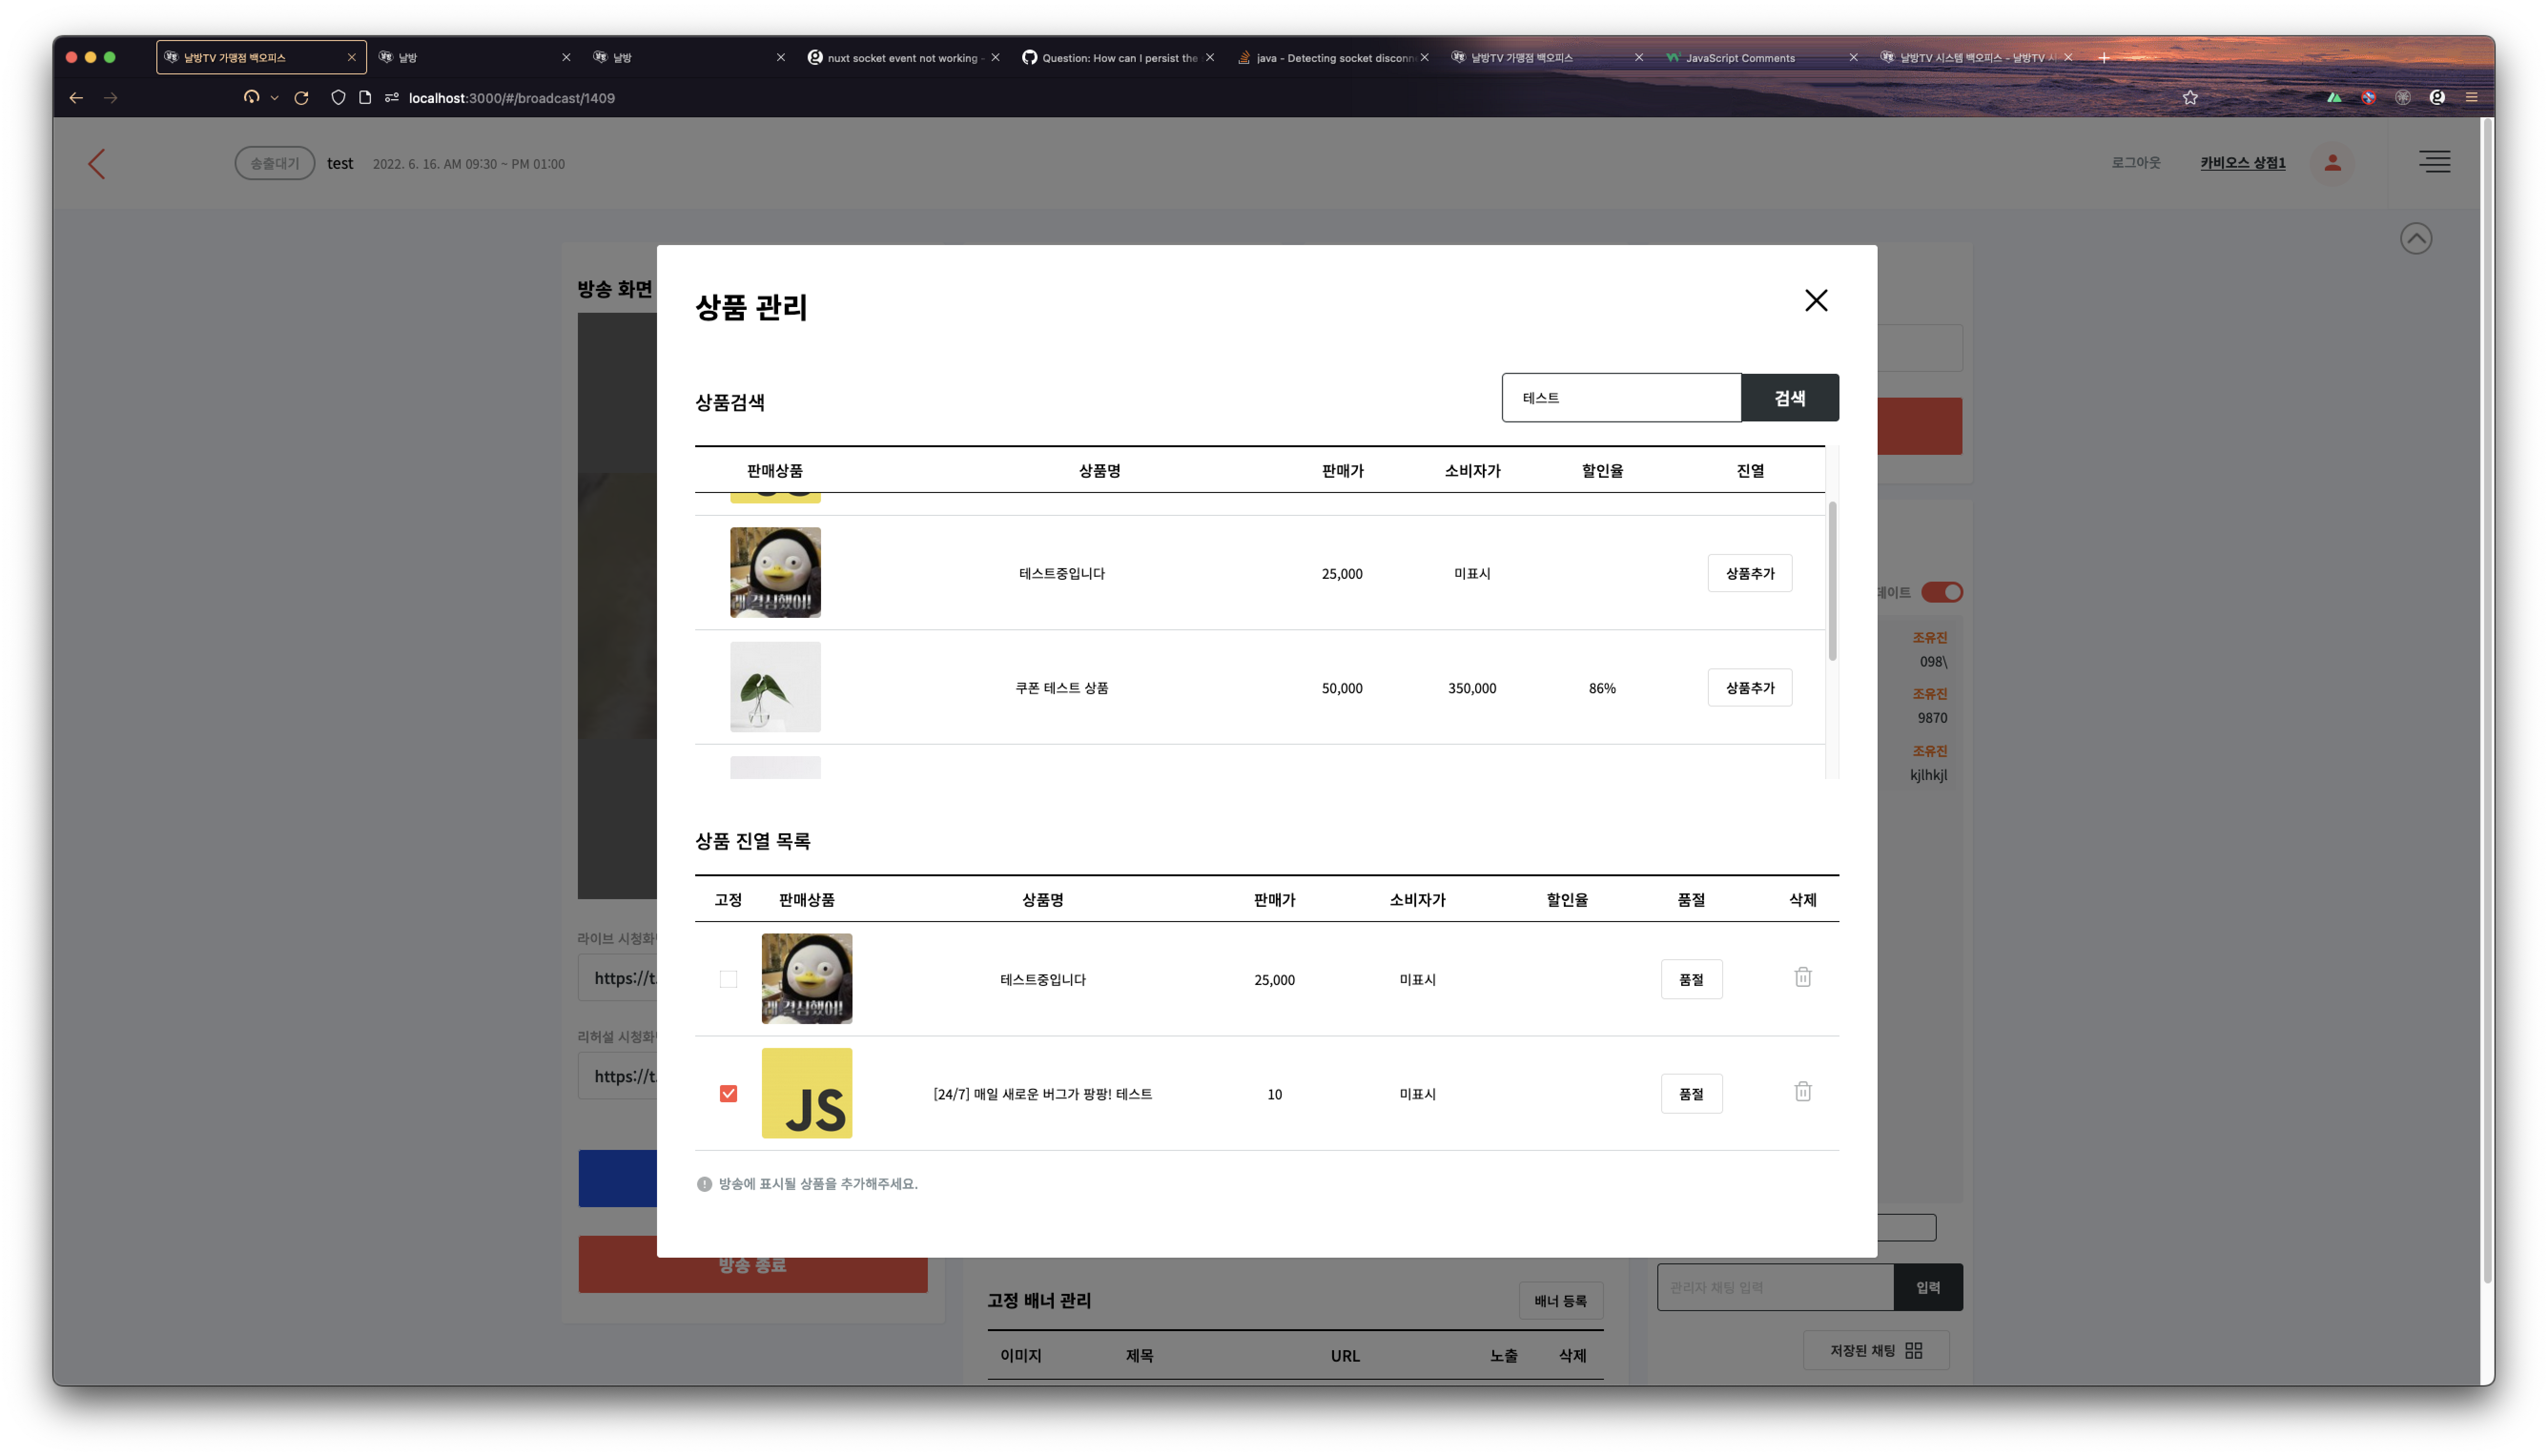 날방TV 가맹점 백오피스
날방
날방
nuxt socket event not working -
Question: How can I persist the
java - Detecting socket disconn
날방TV 가맹점 백오피스
JavaScript Comments
날방TV 시스템 백오피스 - 날방TV 시
localhost:3000/#/broadcast/1409
송출대기 test 2022. 6. 16. AM 09:30 ~ PM 01:00
로그아웃 카비오스 상점1
방송 화면
상품 관리
상품검색
테스트 검색
판매상품 상품명 판매가 소비자가 할인율 진열
테스트중입니다 25,000 미표시 상품추가
쿠폰 테스트 상품 50,000 350,000 86% 상품추가
데이트
조유진
098\
조유진
9870
조유진
kjlhkjl
상품 진열 목록
고정 판매상품 상품명 판매가 소비자가 할인율 품절 삭제
테스트중입니다 25,000 미표시 품절
JS
[24/7] 매일 새로운 버그가 팡팡! 테스트 10 미표시 품절
방송에 표시될 상품을 추가해주세요.
라이브 시청화
https://t.
리허설 시청화
https://t.
방송 종료
고정 배너 관리 배너 등록
이미지 제목 URL 노출 삭제
관리자 채팅 입력 입력
저장된 채팅